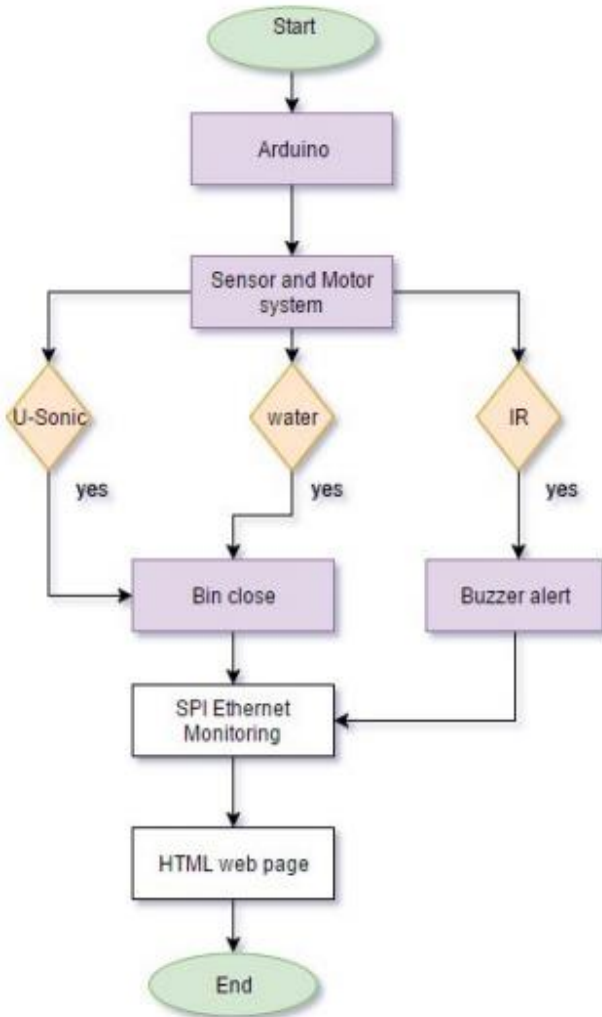 Start
Arduino
Sensor and Motor
system
U-Sonic
water
IR
yes
yes
yes
Bin close
Buzzer alert
SPI Ethernet
Monitoring
HTML web page
End